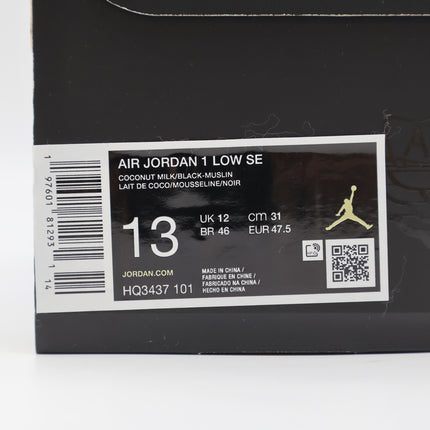 AIR JORDAN 1 LOW SE
COCONUT MILK/BLACK-MUSLIN
LAIT DE COCO/MOUSSELINE/NOIR
13
UK 12 CM 31
BR 46 EUR 47.5
JORDAN.COM
HQ3437 101
MADE IN CHINA /
FABRIQUE EN CHINE /
FABRICADO NA CHINA /
HECHO EN CHINA
1 97601 81293 1 14